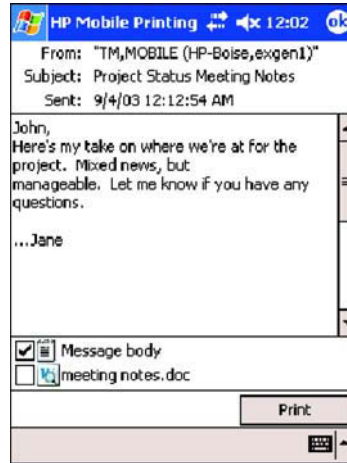 HP Mobile Printing 12:02 ok
From: "TM,MOBILE (HP-Boise,exgen1)"
Subject: Project Status Meeting Notes
Sent: 9/4/03 12:12:54 AM
John,
Here's my take on where we're at for the
project. Mixed news, but
manageable. Let me know if you have any
questions.
...Jane
Message body
meeting notes.doc
Print